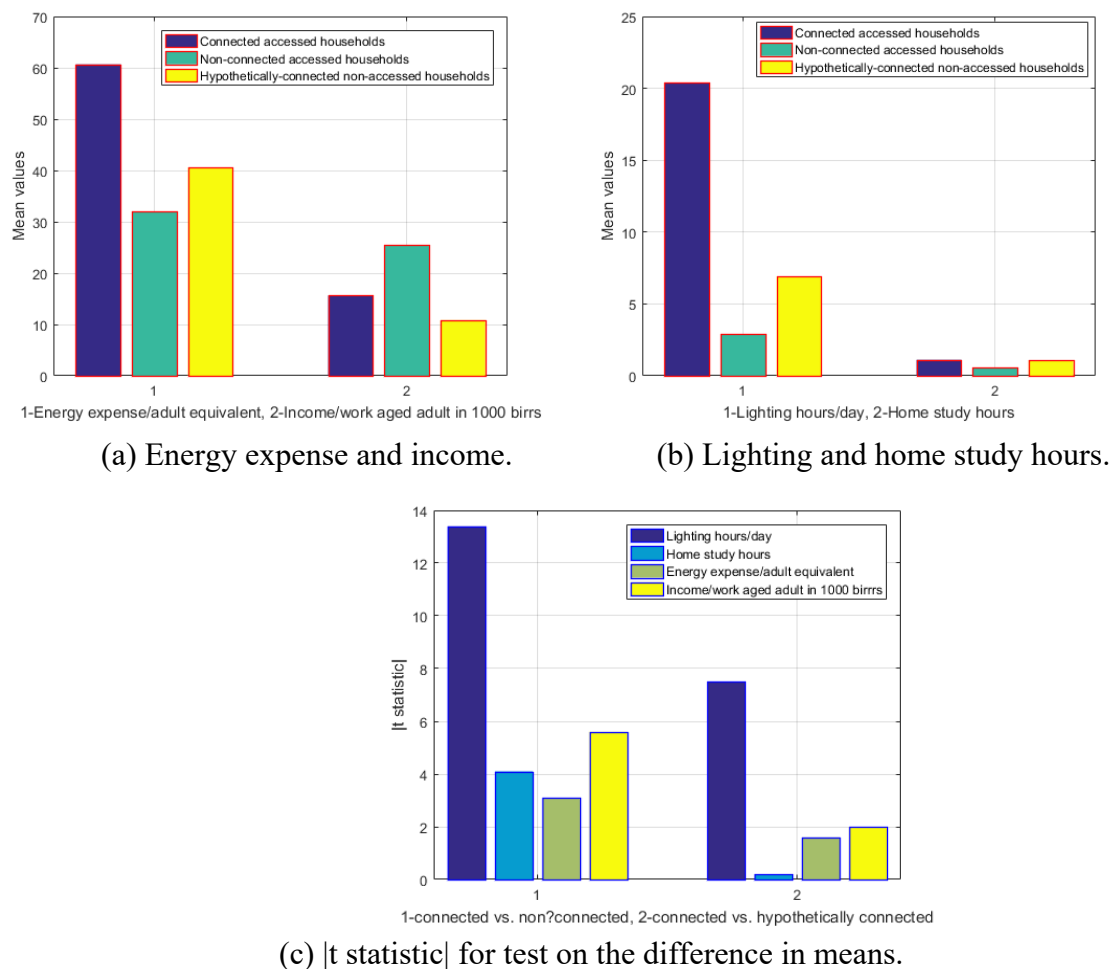 70
60
50
40
30
20
10
0
Mean values
Connected accessed households
Non-connected accessed households
Hypothetically-connected non-accessed households
1
2
1-Energy expense/adult equivalent, 2-Income/work aged adult in 1000 birrs
(a) Energy expense and income.
25
20
15
10
5
0
Mean values
Connected accessed households
Non-connected accessed households
Hypothetically-connected non-accessed households
1
2
1-Lighting hours/day, 2-Home study hours
(b) Lighting and home study hours.
14
12
10
8
6
4
2
0
|t statistic|
Lighting hours/day
Home study hours
Energy expense/adult equivalent
Income/work aged adult in 1000 birrrs
1
2
1-connected vs. non?connected, 2-connected vs. hypothetically connected
(c) |t statistic| for test on the difference in means.